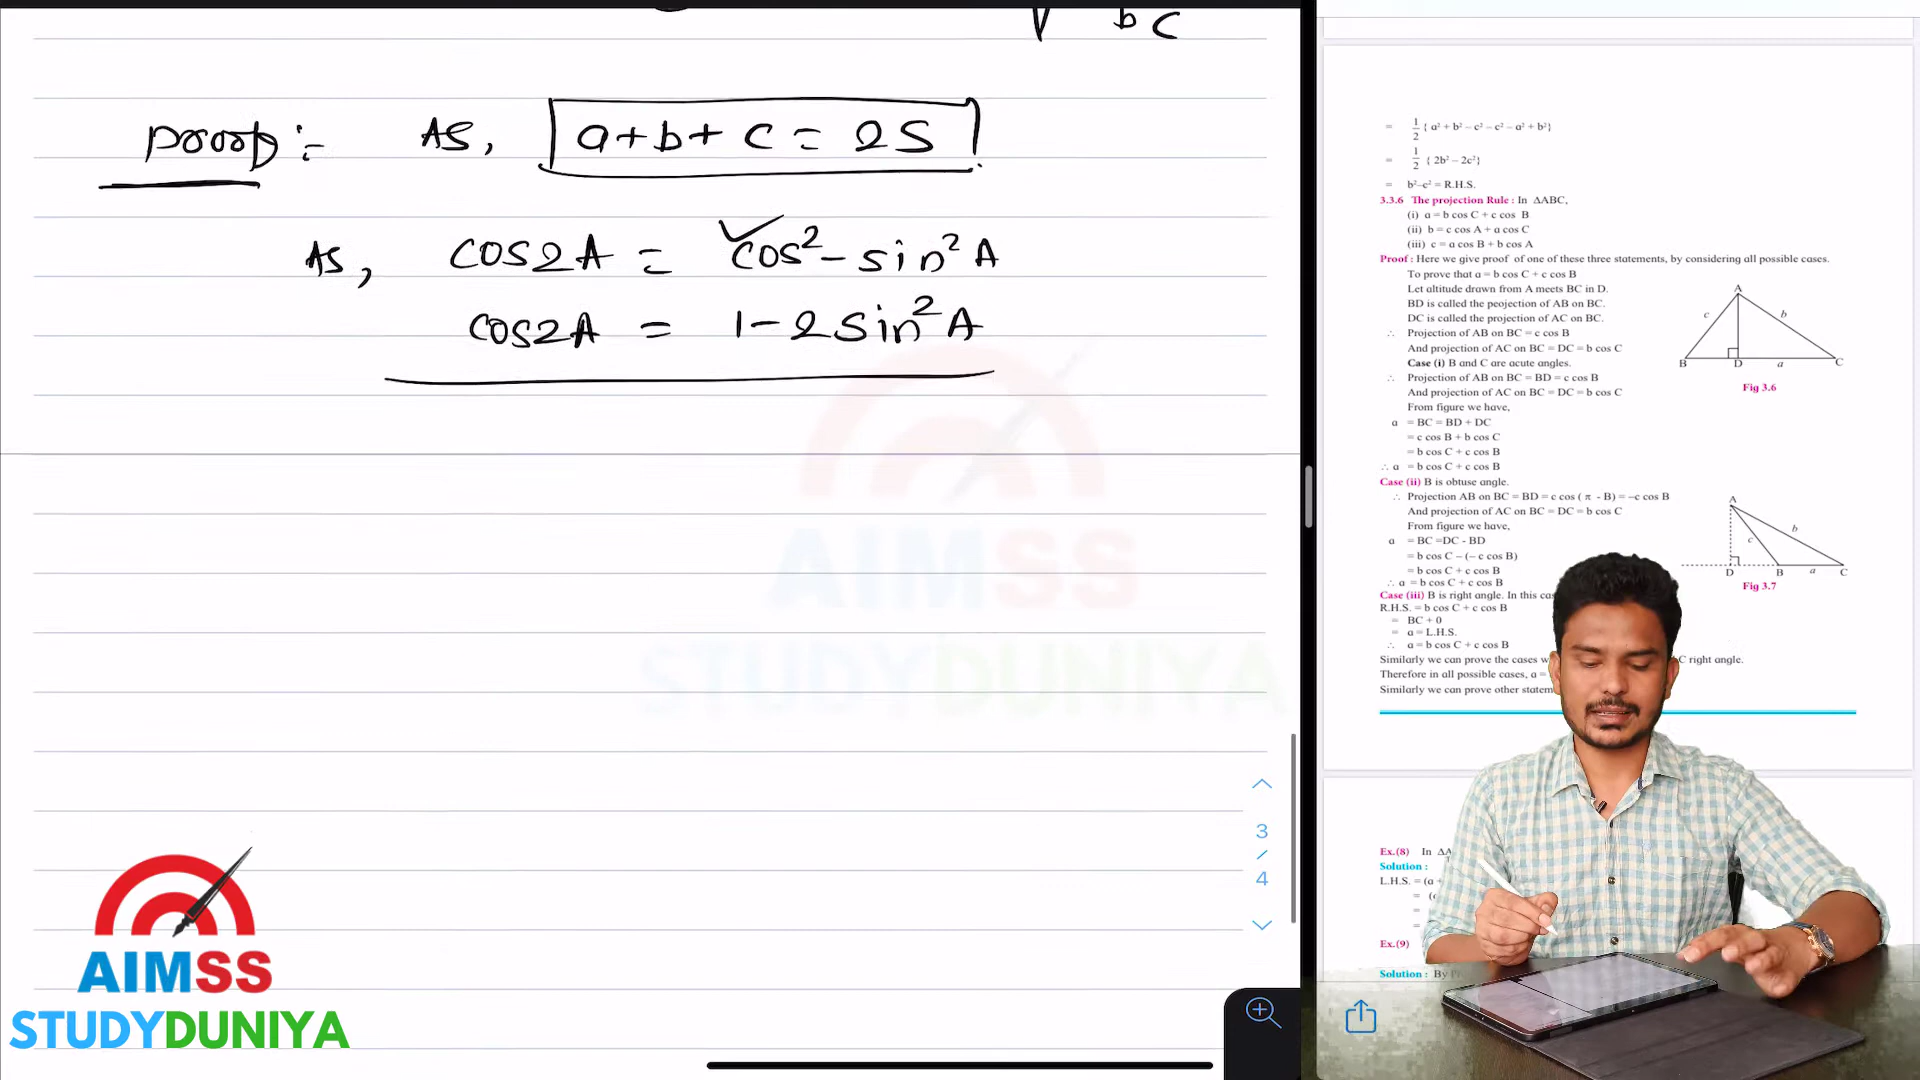 b c
proof :- As, a + b + c = 2S
As, cos2A = cos² - sin² A
cos2A = 1 - 2 sin² A
AIMSS
STUDYDUNIYA
3
4
AIMSS
STUDYDUNIYA
= 1/2 { a² + b² – c² – c² – a² + b²}
= 1/2 { 2b² – 2c²}
= b²–c² = R.H.S.
3.3.6 The projection Rule : In ΔABC,
(i) a = b cos C + c cos B
(ii) b = c cos A + a cos C
(iii) c = a cos B + b cos A
Proof : Here we give proof of one of these three statements, by considering all possible cases.
To prove that a = b cos C + c cos B
Let altitude drawn from A meets BC in D.
BD is called the peojection of AB on BC.
DC is called the projection of AC on BC.
∴ Projection of AB on BC = c cos B
And projection of AC on BC = DC = b cos C
Case (i) B and C are acute angles.
∴ Projection of AB on BC = BD = c cos B
And projection of AC on BC = DC = b cos C
From figure we have,
a = BC = BD + DC
= c cos B + b cos C
= b cos C + c cos B
∴ a = b cos C + c cos B
A
c b
B D a C
Fig 3.6
Case (ii) B is obtuse angle.
∴ Projection AB on BC = BD = c cos ( π - B) = –c cos B
And projection of AC on BC = DC = b cos C
From figure we have,
a = BC =DC - BD
= b cos C – (– c cos B)
= b cos C + c cos B
∴ a = b cos C + c cos B
A
b
c
D B a C
Fig 3.7
Case (iii) B is right angle. In this
R.H.S. = b cos C + c cos B
= BC + 0
= a = L.H.S.
∴ a = b cos C + c cos B
Similarly we can prove the cases C right angle.
Therefore in all possible cases, a =
Similarly we can prove other
Ex.(8) In
Solution :
L.H.S. = (a
=
=
=
Ex.(9)
Solution : By